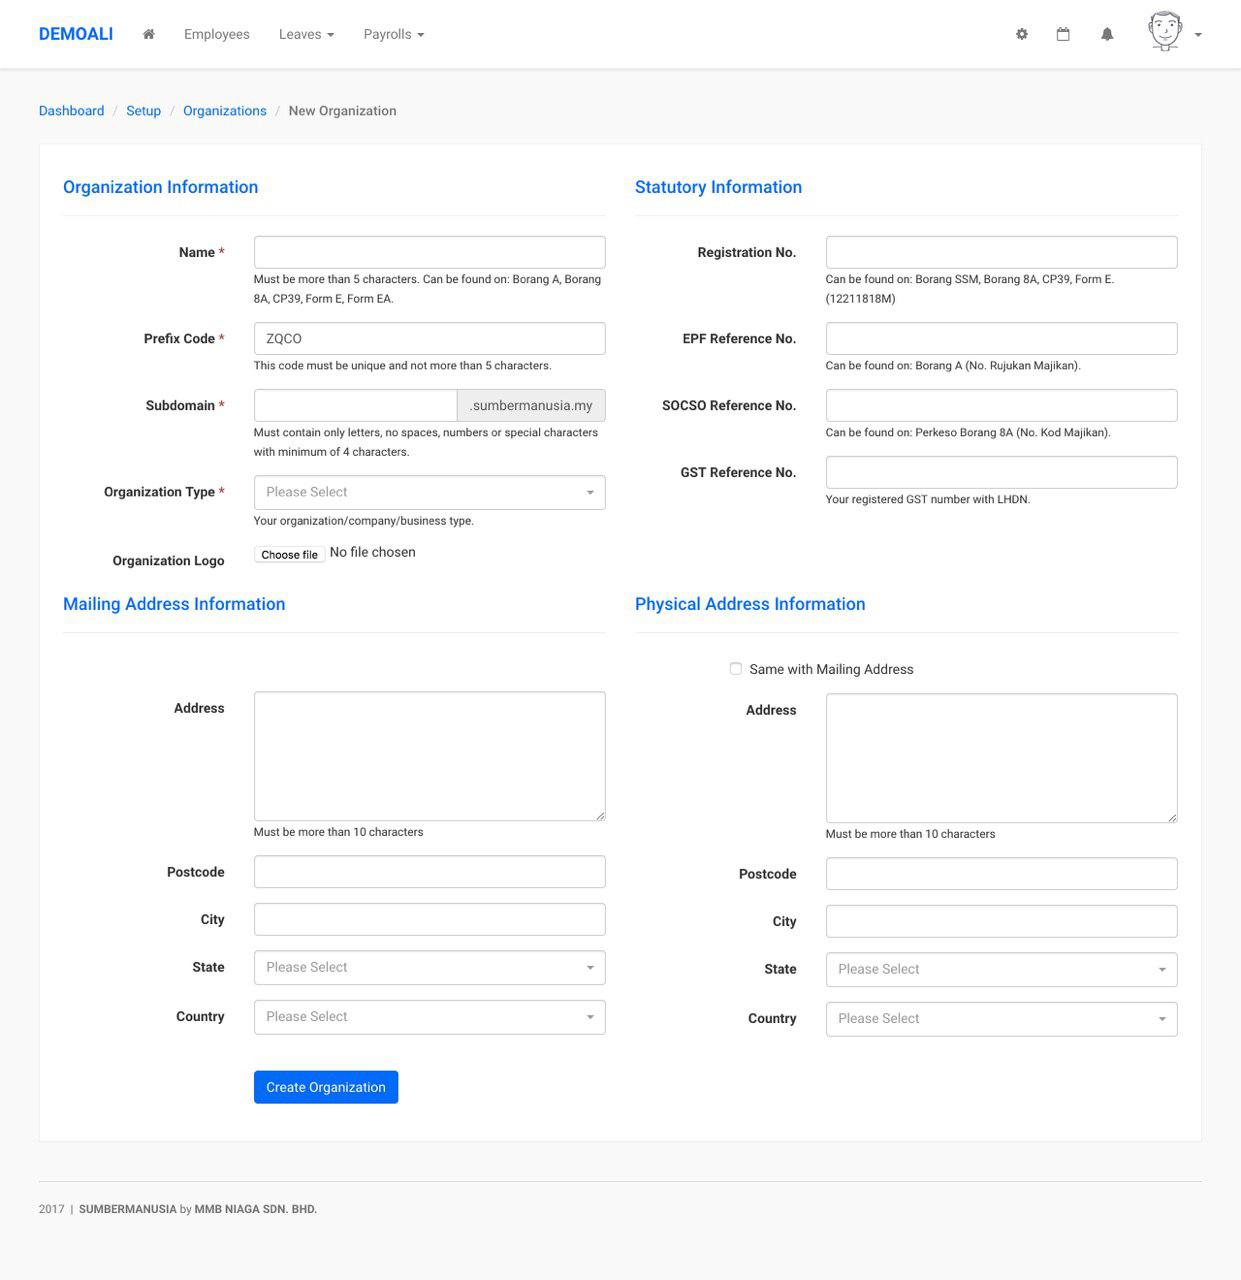 DEMOALI Employees Leaves Payrolls
Dashboard / Setup / Organizations / New Organization
Organization Information
Name *
Must be more than 5 characters. Can be found on: Borang A, Borang
8A, CP39, Form E, Form EA.
Prefix Code * ZQCO
This code must be unique and not more than 5 characters.
Subdomain * .sumbermanusia.my
Must contain only letters, no spaces, numbers or special characters
with minimum of 4 characters.
Organization Type * Please Select
Your organization/company/business type.
Organization Logo Choose file No file chosen
Statutory Information
Registration No.
Can be found on: Borang SSM, Borang 8A, CP39, Form E.
(12211818M)
EPF Reference No.
Can be found on: Borang A (No. Rujukan Majikan).
SOCSO Reference No.
Can be found on: Perkeso Borang 8A (No. Kod Majikan).
GST Reference No.
Your registered GST number with LHDN.
Mailing Address Information
Address
Must be more than 10 characters
Postcode
City
State Please Select
Country Please Select
Create Organization
Physical Address Information
Same with Mailing Address
Address
Must be more than 10 characters
Postcode
City
State Please Select
Country Please Select
2017 | SUMBERMANUSIA by MMB NIAGA SDN. BHD.